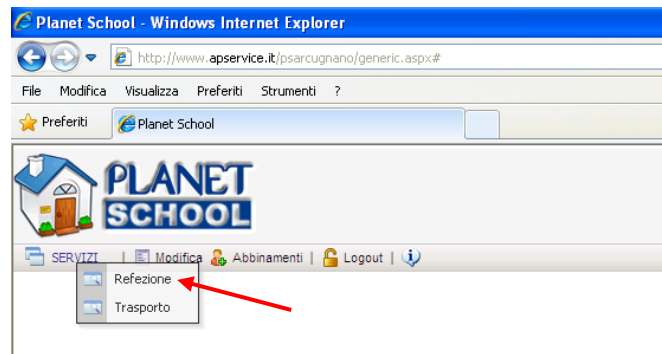 Planet School - Windows Internet Explorer
http://www.apservice.it/psarcugnano/generic.aspx#
File Modifica Visualizza Preferiti Strumenti ?
Preferiti Planet School
PLANET
SCHOOL
SERVIZI | Modifica Abbinamenti | Logout |
Refezione
Trasporto